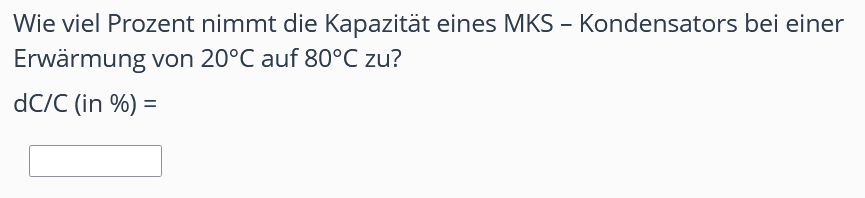 Wie viel Prozent nimmt die Kapazität eines MKS – Kondensators bei einer
Erwärmung von 20°C auf 80°C zu?
dC/C (in %) =